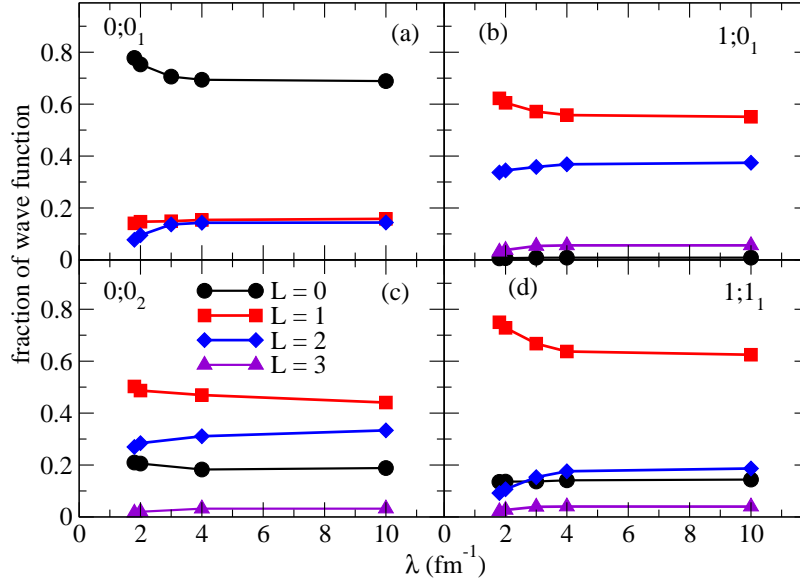 0;0₁ (a)
(b) 1;0₁
0.8
0.6
0.4
0.2
0
fraction of wave function
0;0₂ (c)
(d) 1;1₁
L = 0
L = 1
L = 2
L = 3
0.8
0.6
0.4
0.2
0
0 2 4 6 8 10
0 2 4 6 8 10
λ (fm⁻¹)